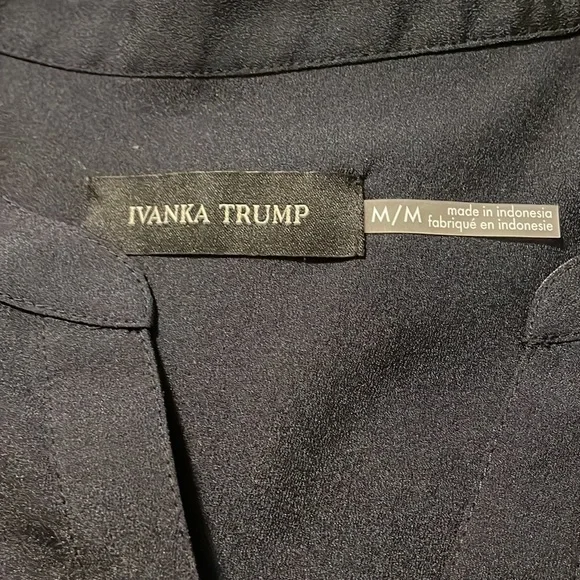 IVANKA TRUMP
M/M
made in indonesia
fabriqué en indonesie